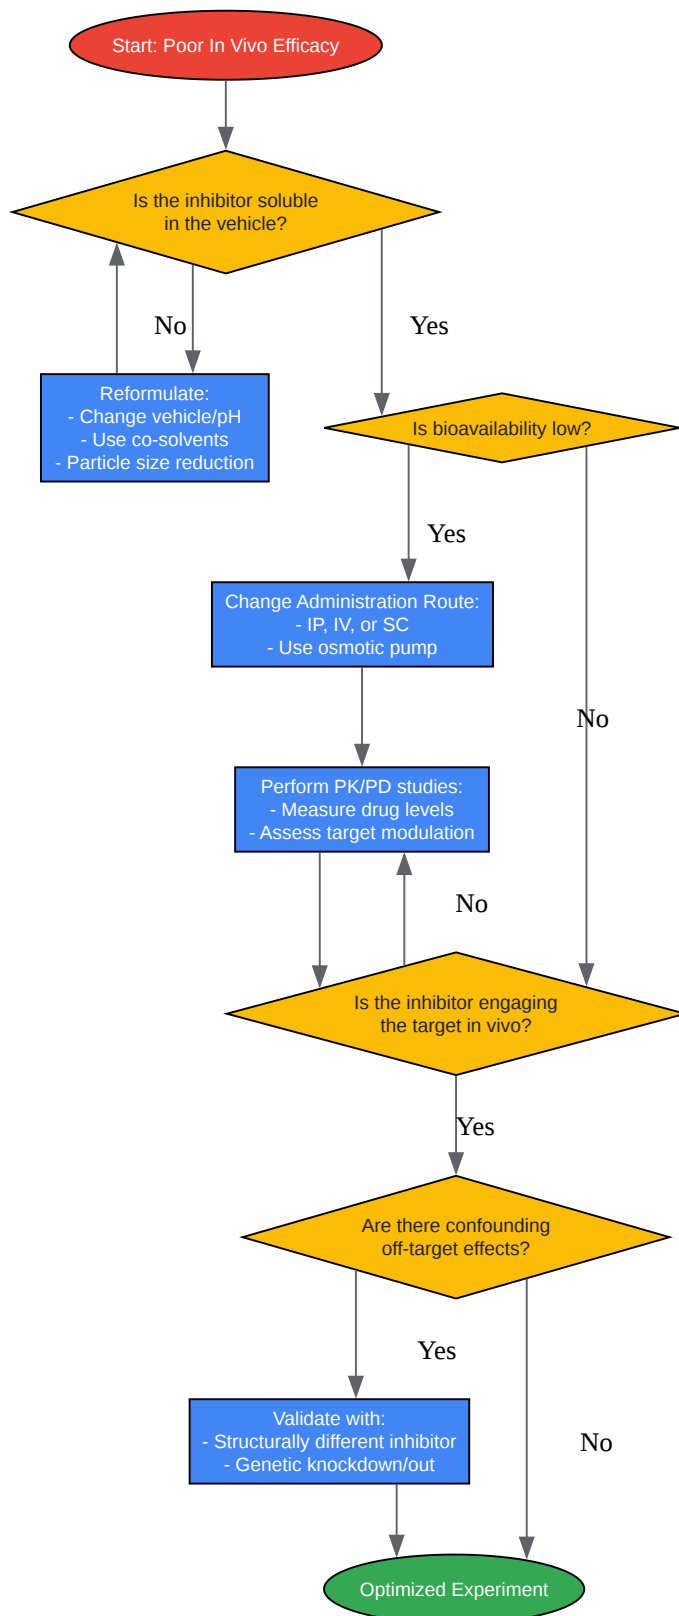 Start: Poor In Vivo Efficacy
Is the inhibitor soluble
in the vehicle?
No
Yes
Reformulate:
- Change vehicle/pH
- Use co-solvents
- Particle size reduction
Is bioavailability low?
Yes
Change Administration Route:
- IP, IV, or SC
- Use osmotic pump
No
Perform PK/PD studies:
- Measure drug levels
- Assess target modulation
No
Is the inhibitor engaging
the target in vivo?
Yes
Are there confounding
off-target effects?
Yes
Validate with:
- Structurally different inhibitor
- Genetic knockdown/out
No
Optimized Experiment